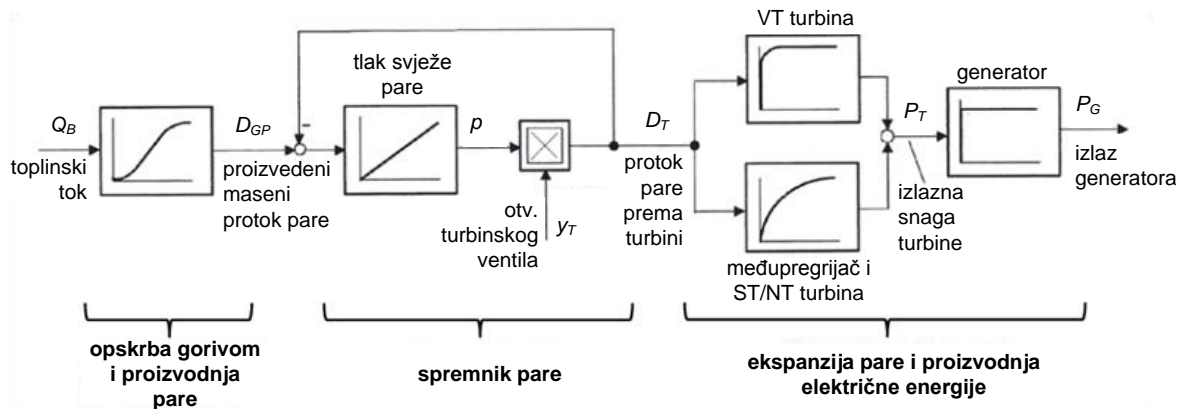 VT turbina
tlak svježe
pare
generator
Q_B
toplinski
tok
D_GP
proizvedeni
maseni
protok pare
-
p
otv.
turbinskog
ventila
y_T
D_T
protok
pare
prema
turbini
P_T
izlazna
snaga
turbine
P_G
izlaz
generatora
međupregrijač i
ST/NT turbina
opskrba gorivom
i proizvodnja
pare
spremnik pare
ekspanzija pare i proizvodnja
električne energije